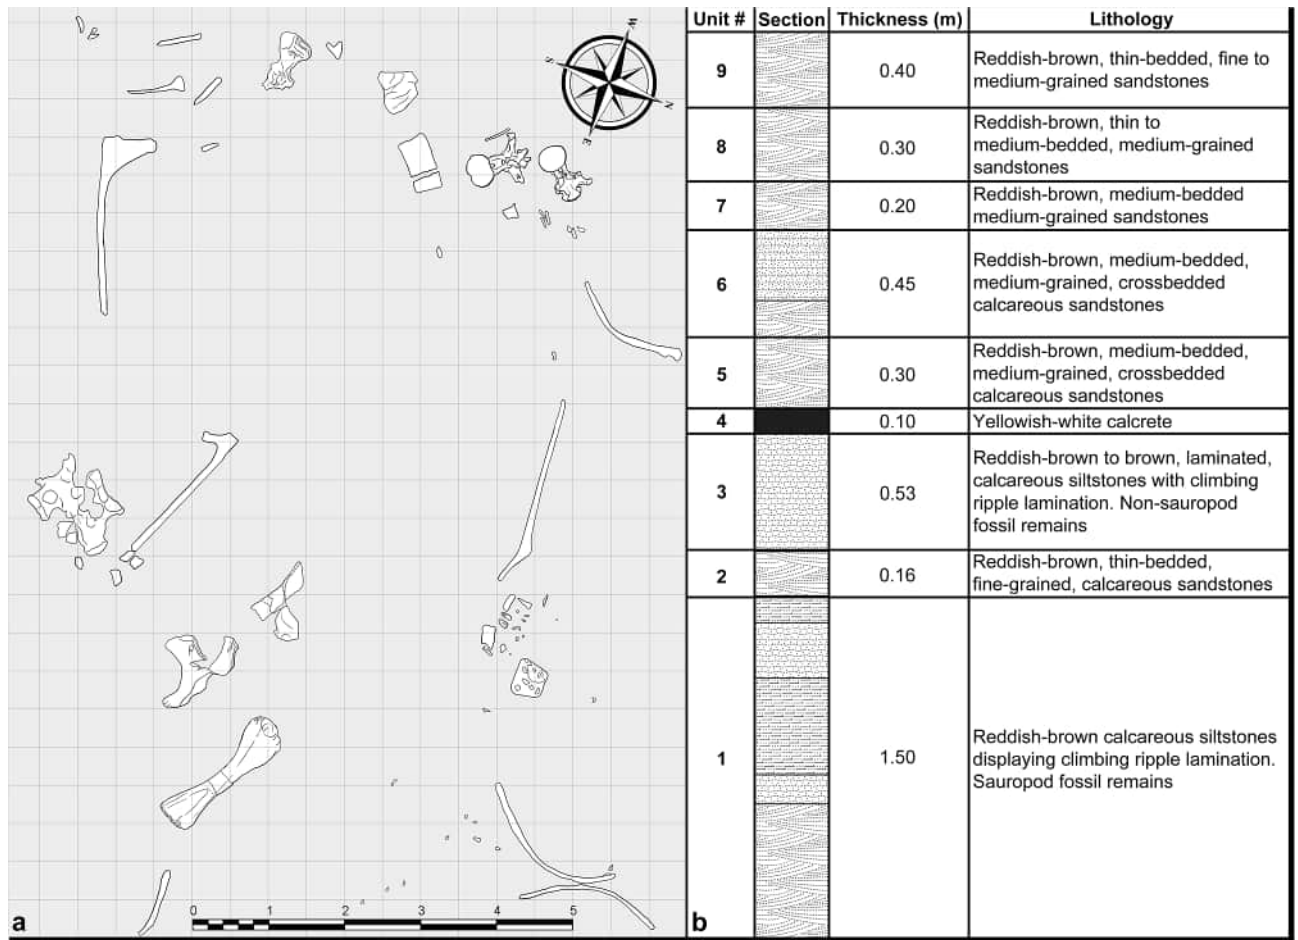 W
S
N
E
0 1 2 3 4 5
a
Unit # Section Thickness (m) Lithology
9
0.40
Reddish-brown, thin-bedded, fine to
medium-grained sandstones
8
0.30
Reddish-brown, thin to
medium-bedded, medium-grained
sandstones
7
0.20
Reddish-brown, medium-bedded
medium-grained sandstones
6
0.45
Reddish-brown, medium-bedded,
medium-grained, crossbedded
calcareous sandstones
5
0.30
Reddish-brown, medium-bedded,
medium-grained, crossbedded
calcareous sandstones
4
0.10
Yellowish-white calcrete
3
0.53
Reddish-brown to brown, laminated,
calcareous siltstones with climbing
ripple lamination. Non-sauropod
fossil remains
2
0.16
Reddish-brown, thin-bedded,
fine-grained, calcareous sandstones
1
1.50
Reddish-brown calcareous siltstones
displaying climbing ripple lamination.
Sauropod fossil remains
b